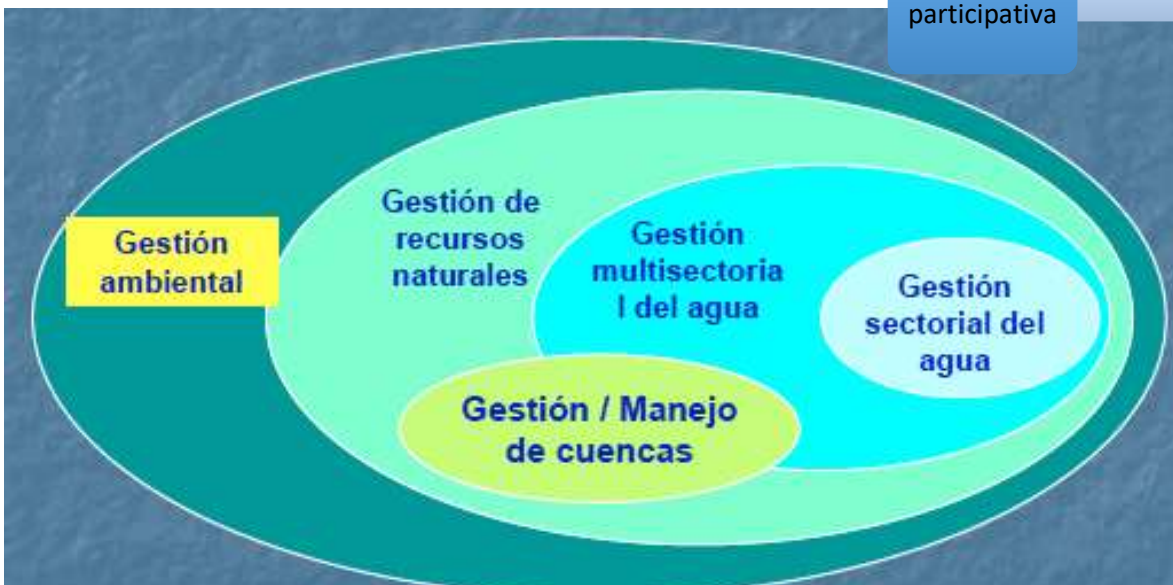 participativa
Gestión
ambiental
Gestión de
recursos
naturales
Gestión
multisectoria
l del agua
Gestión
sectorial del
agua
Gestión / Manejo
de cuencas